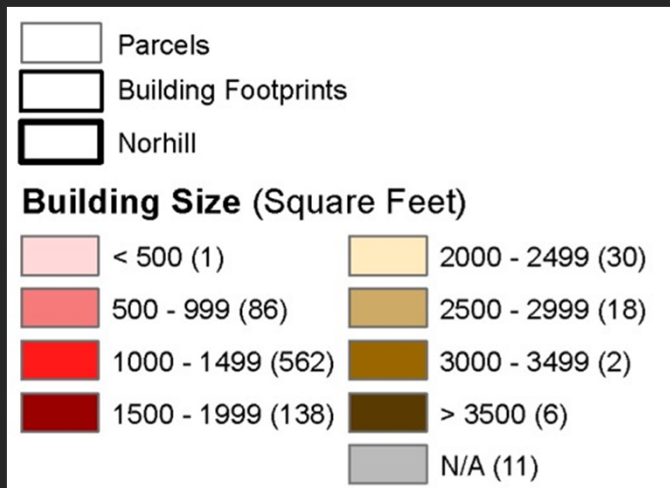 Parcels
Building Footprints
Norhill
Building Size (Square Feet)
< 500 (1)
500 - 999 (86)
1000 - 1499 (562)
1500 - 1999 (138)
2000 - 2499 (30)
2500 - 2999 (18)
3000 - 3499 (2)
> 3500 (6)
N/A (11)